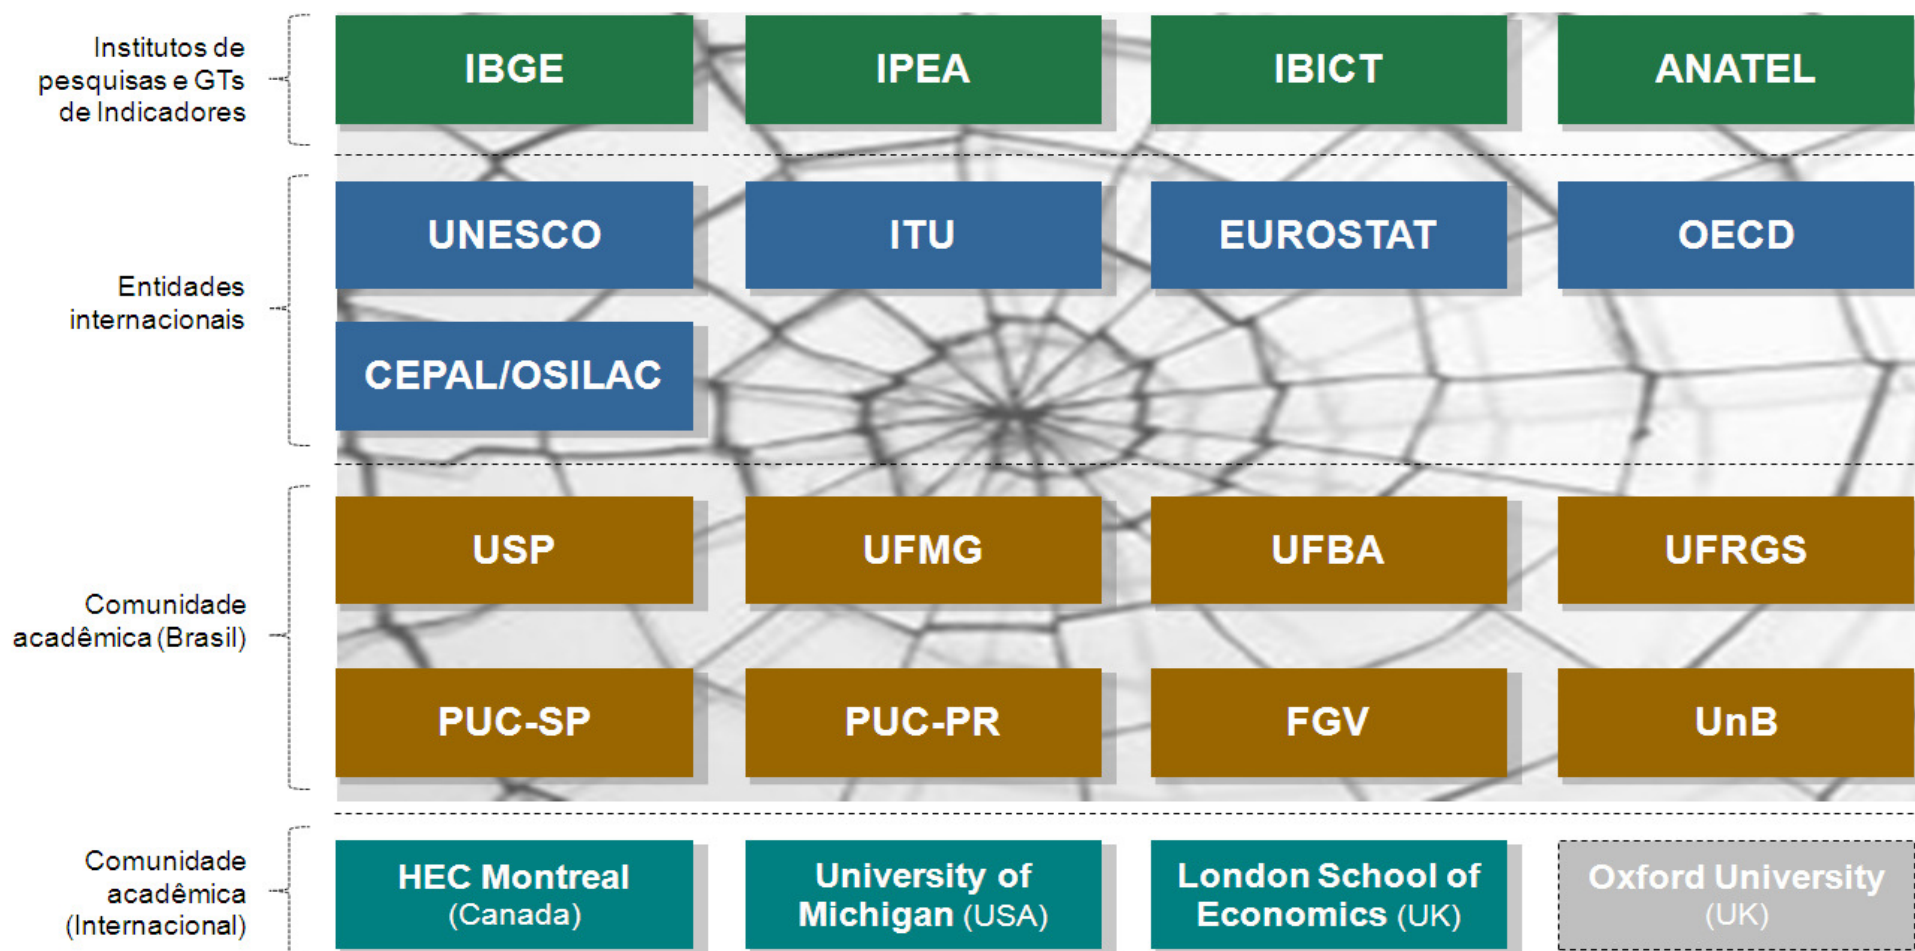 Institutos de
pesquisas e GTs
de Indicadores
IBGE
IPEA
IBICT
ANATEL
Entidades
internacionais
UNESCO
ITU
EUROSTAT
OECD
CEPAL/OSILAC
Comunidade
acadêmica (Brasil)
USP
UFMG
UFBA
UFRGS
PUC-SP
PUC-PR
FGV
UnB
Comunidade
acadêmica
(Internacional)
HEC Montreal
(Canada)
University of
Michigan (USA)
London School of
Economics (UK)
Oxford University
(UK)